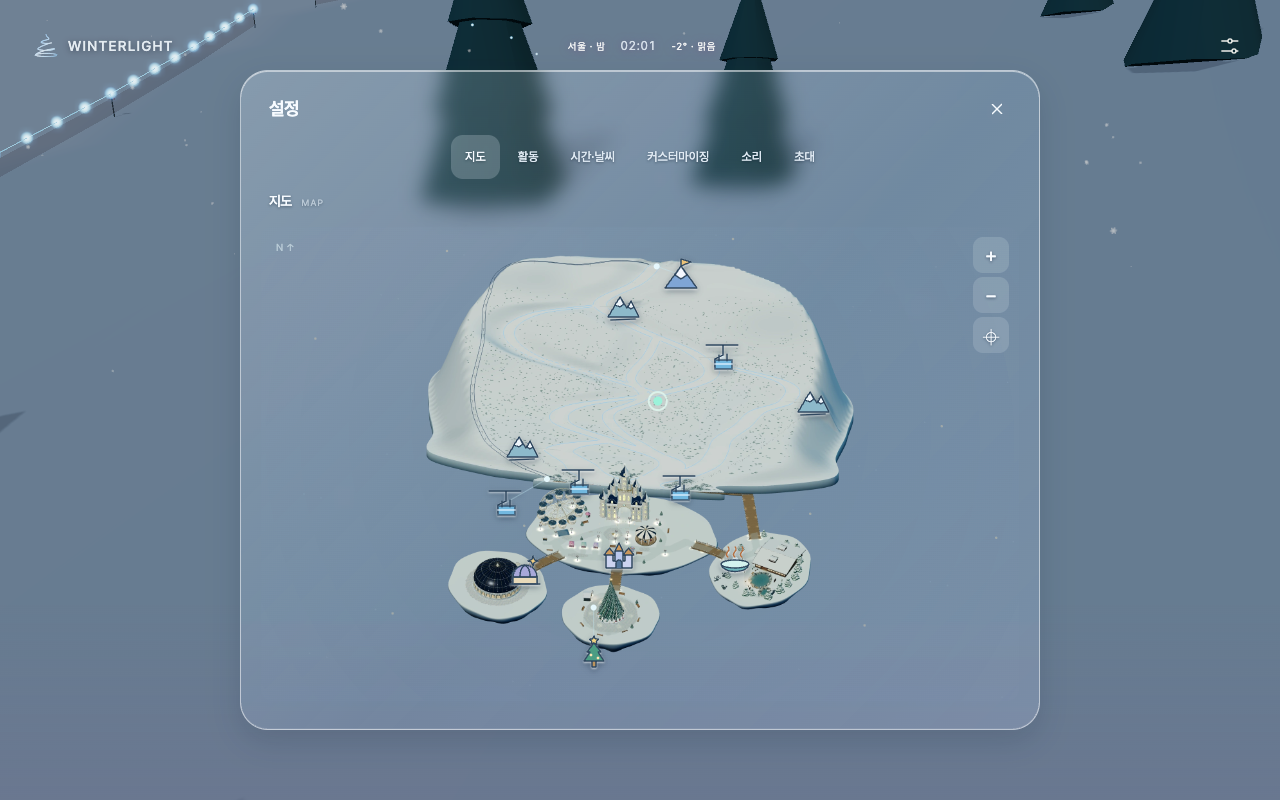 WINTERLIGHT
서울 · 밤 02:01 -2° · 맑음
설정
지도 활동 시간·날씨 커스터마이징 소리 초대
지도 MAP
N ↑